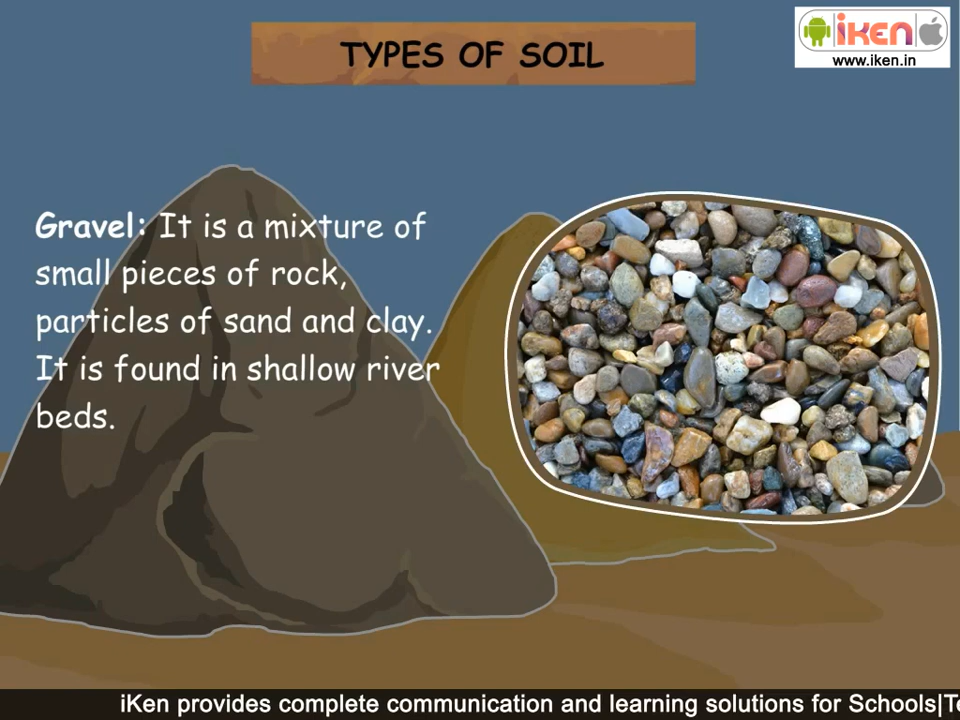 TYPES OF SOIL
iken
www.iken.in
Gravel: It is a mixture of
small pieces of rock,
particles of sand and clay.
It is found in shallow river
beds.
iKen provides complete communication and learning solutions for Schools|